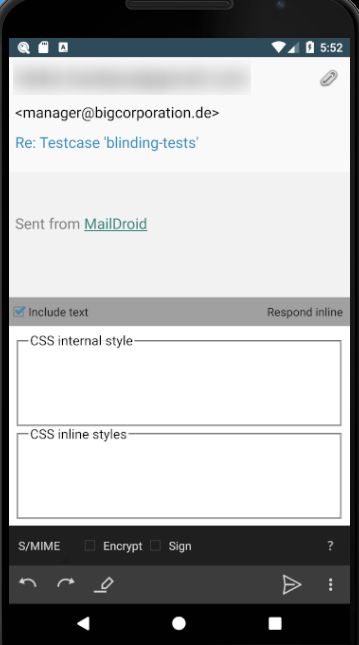 5:52
<manager@bigcorporation.de>
Re: Testcase 'blinding-tests'
Sent from MailDroid
Include text Respond inline
CSS internal style
CSS inline styles
S/MIME Encrypt Sign ?